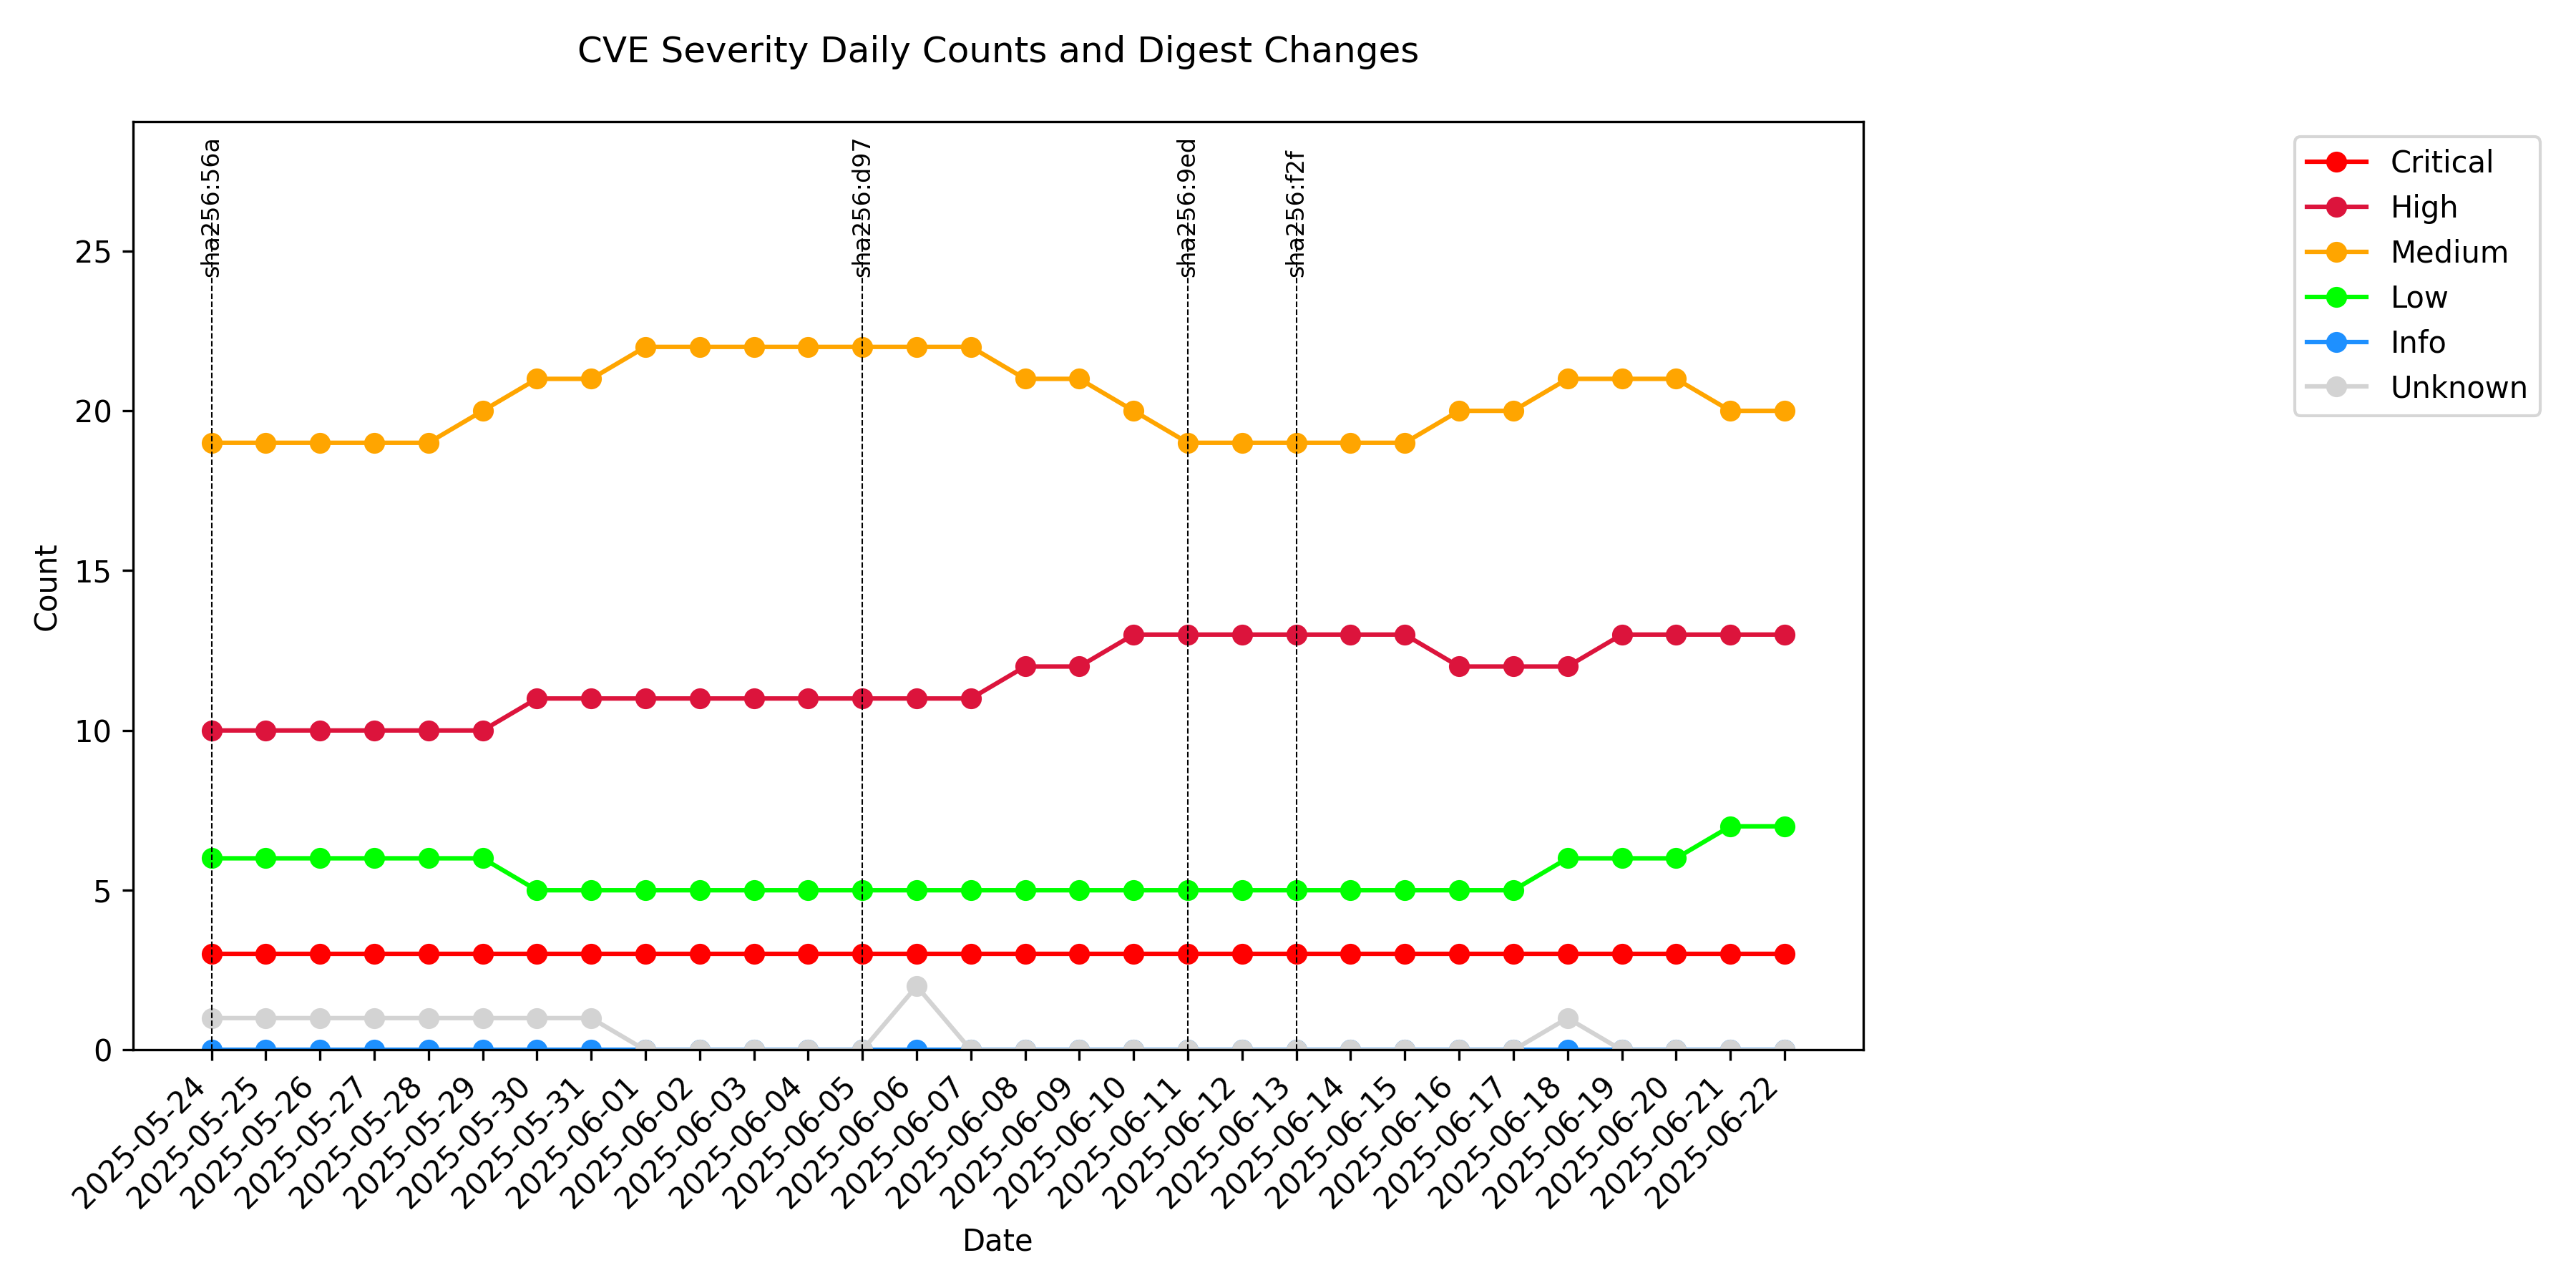 CVE Severity Daily Counts and Digest Changes
sha256:56a
sha256:d97
sha256:9ed
sha256:f2f
Critical
High
Medium
Low
Info
Unknown
Count
25
20
15
10
5
0
2025-05-24
2025-05-25
2025-05-26
2025-05-27
2025-05-28
2025-05-29
2025-05-30
2025-05-31
2025-06-01
2025-06-02
2025-06-03
2025-06-04
2025-06-05
2025-06-06
2025-06-07
2025-06-08
2025-06-09
2025-06-10
2025-06-11
2025-06-12
2025-06-13
2025-06-14
2025-06-15
2025-06-16
2025-06-17
2025-06-18
2025-06-19
2025-06-20
2025-06-21
2025-06-22
Date